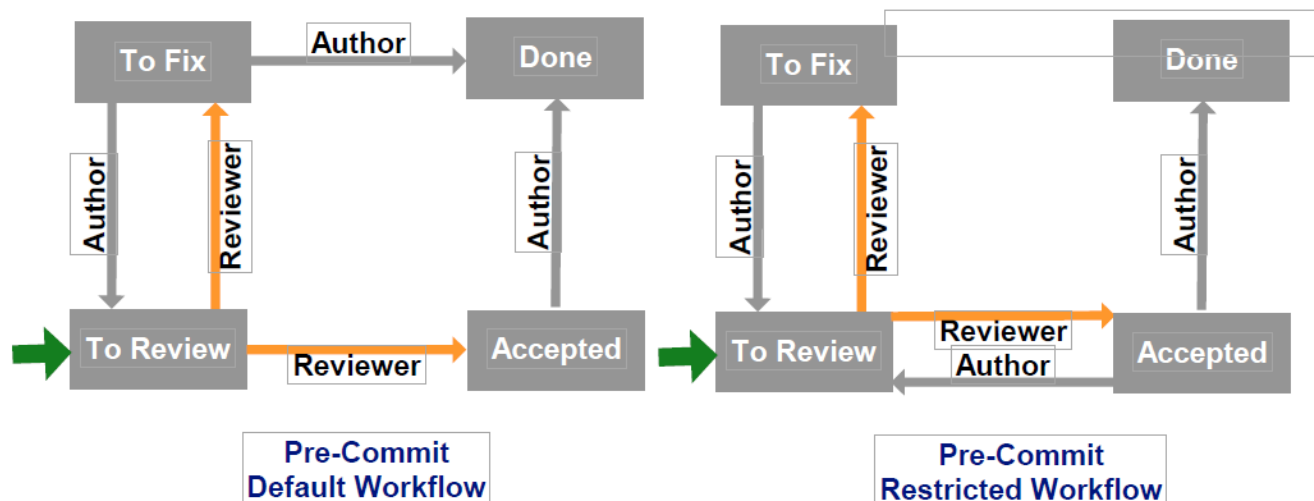 To Fix
Author
Done
Author
Reviewer
Author
To Review
Reviewer
Accepted
Pre-Commit
Default Workflow
To Fix
Done
Author
Reviewer
Author
To Review
Reviewer
Author
Accepted
Pre-Commit
Restricted Workflow